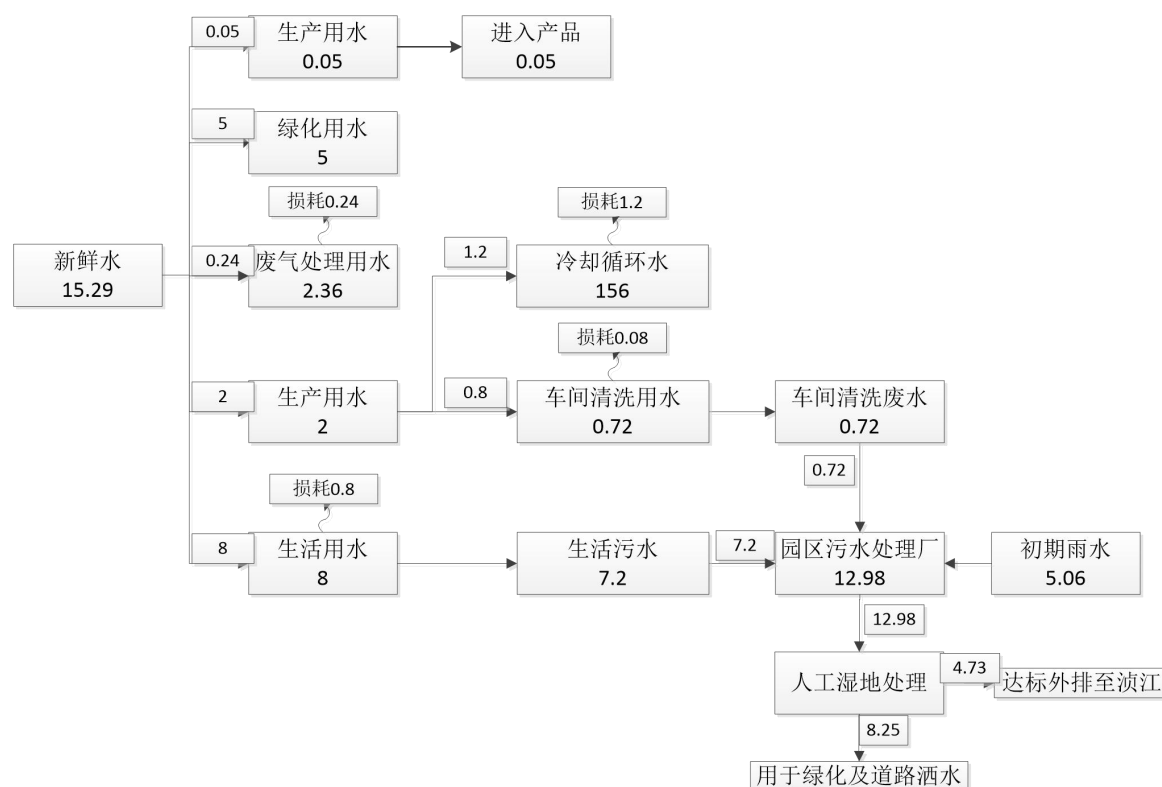 0.05
生产用水
0.05
进入产品
0.05
5
绿化用水
5
损耗0.24
损耗1.2
新鲜水
15.29
0.24
废气处理用水
2.36
1.2
冷却循环水
156
损耗0.08
2
生产用水
2
0.8
车间清洗用水
0.72
车间清洗废水
0.72
0.72
损耗0.8
8
生活用水
8
生活污水
7.2
7.2
园区污水处理厂
12.98
初期雨水
5.06
12.98
人工湿地处理
4.73
达标外排至浈江
8.25
用于绿化及道路洒水